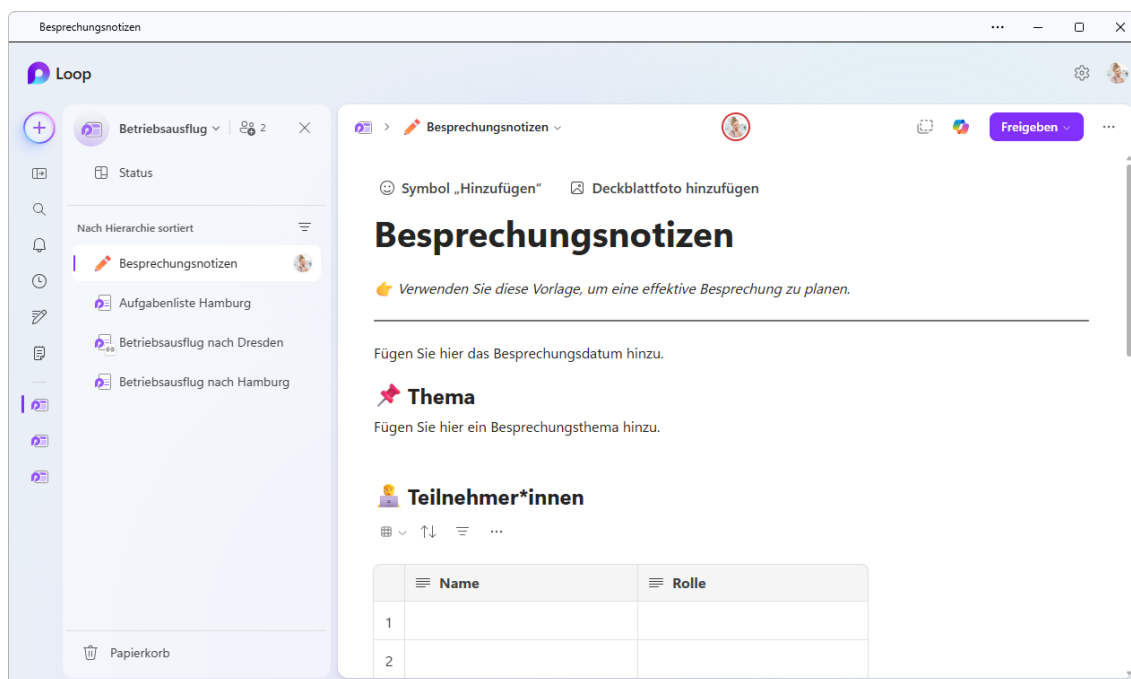 Besprechungsnotizen
Loop
Betriebsausflug
2
Status
Nach Hierarchie sortiert
Besprechungsnotizen
Aufgabenliste Hamburg
Betriebsausflug nach Dresden
Betriebsausflug nach Hamburg
Papierkorb
Besprechungsnotizen
Freigeben
Symbol „Hinzufügen“
Deckblattfoto hinzufügen
Besprechungsnotizen
Verwenden Sie diese Vorlage, um eine effektive Besprechung zu planen.
Fügen Sie hier das Besprechungsdatum hinzu.
Thema
Fügen Sie hier ein Besprechungsthema hinzu.
Teilnehmer*innen
Name Rolle
1
2